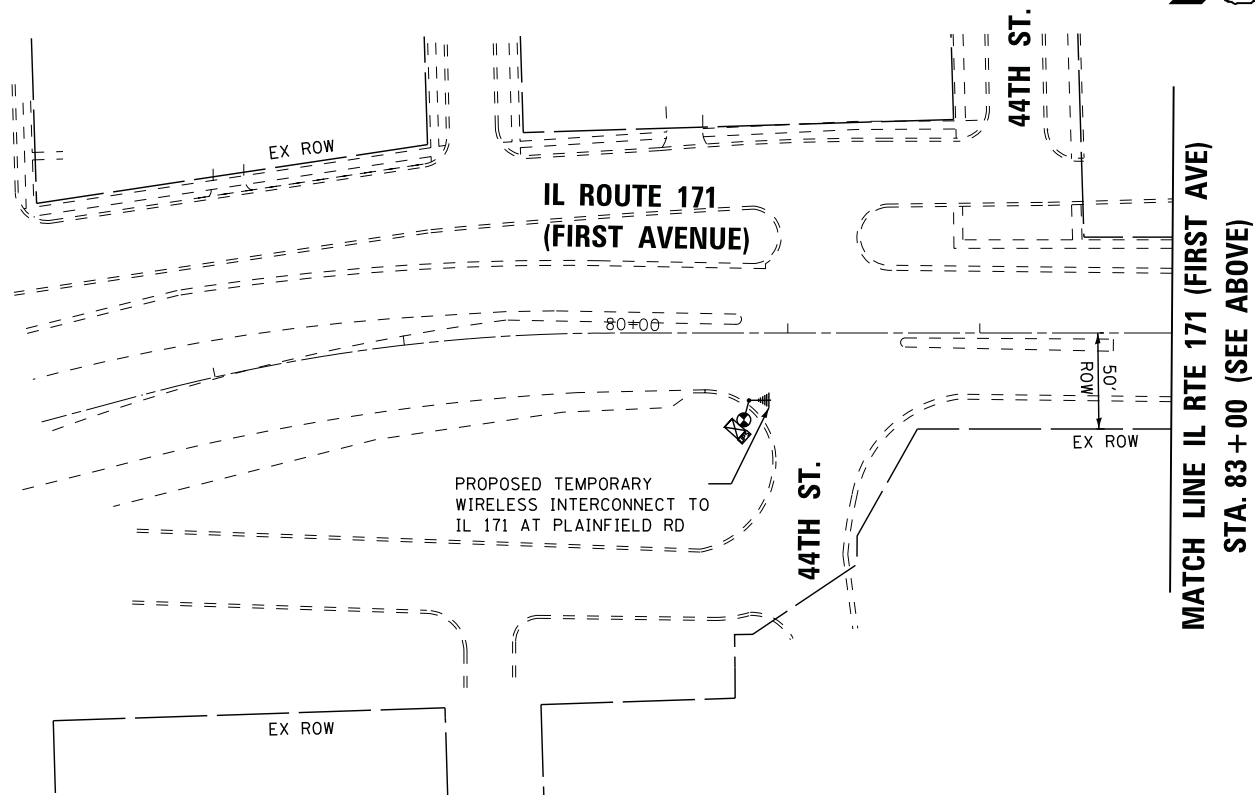 44TH ST.
EX ROW
IL ROUTE 171
(FIRST AVENUE)
80+00
50'
ROW
EX ROW
PROPOSED TEMPORARY
WIRELESS INTERCONNECT TO
IL 171 AT PLAINFIELD RD
44TH ST.
EX ROW
MATCH LINE IL RTE 171 (FIRST AVE)
STA. 83+00 (SEE ABOVE)